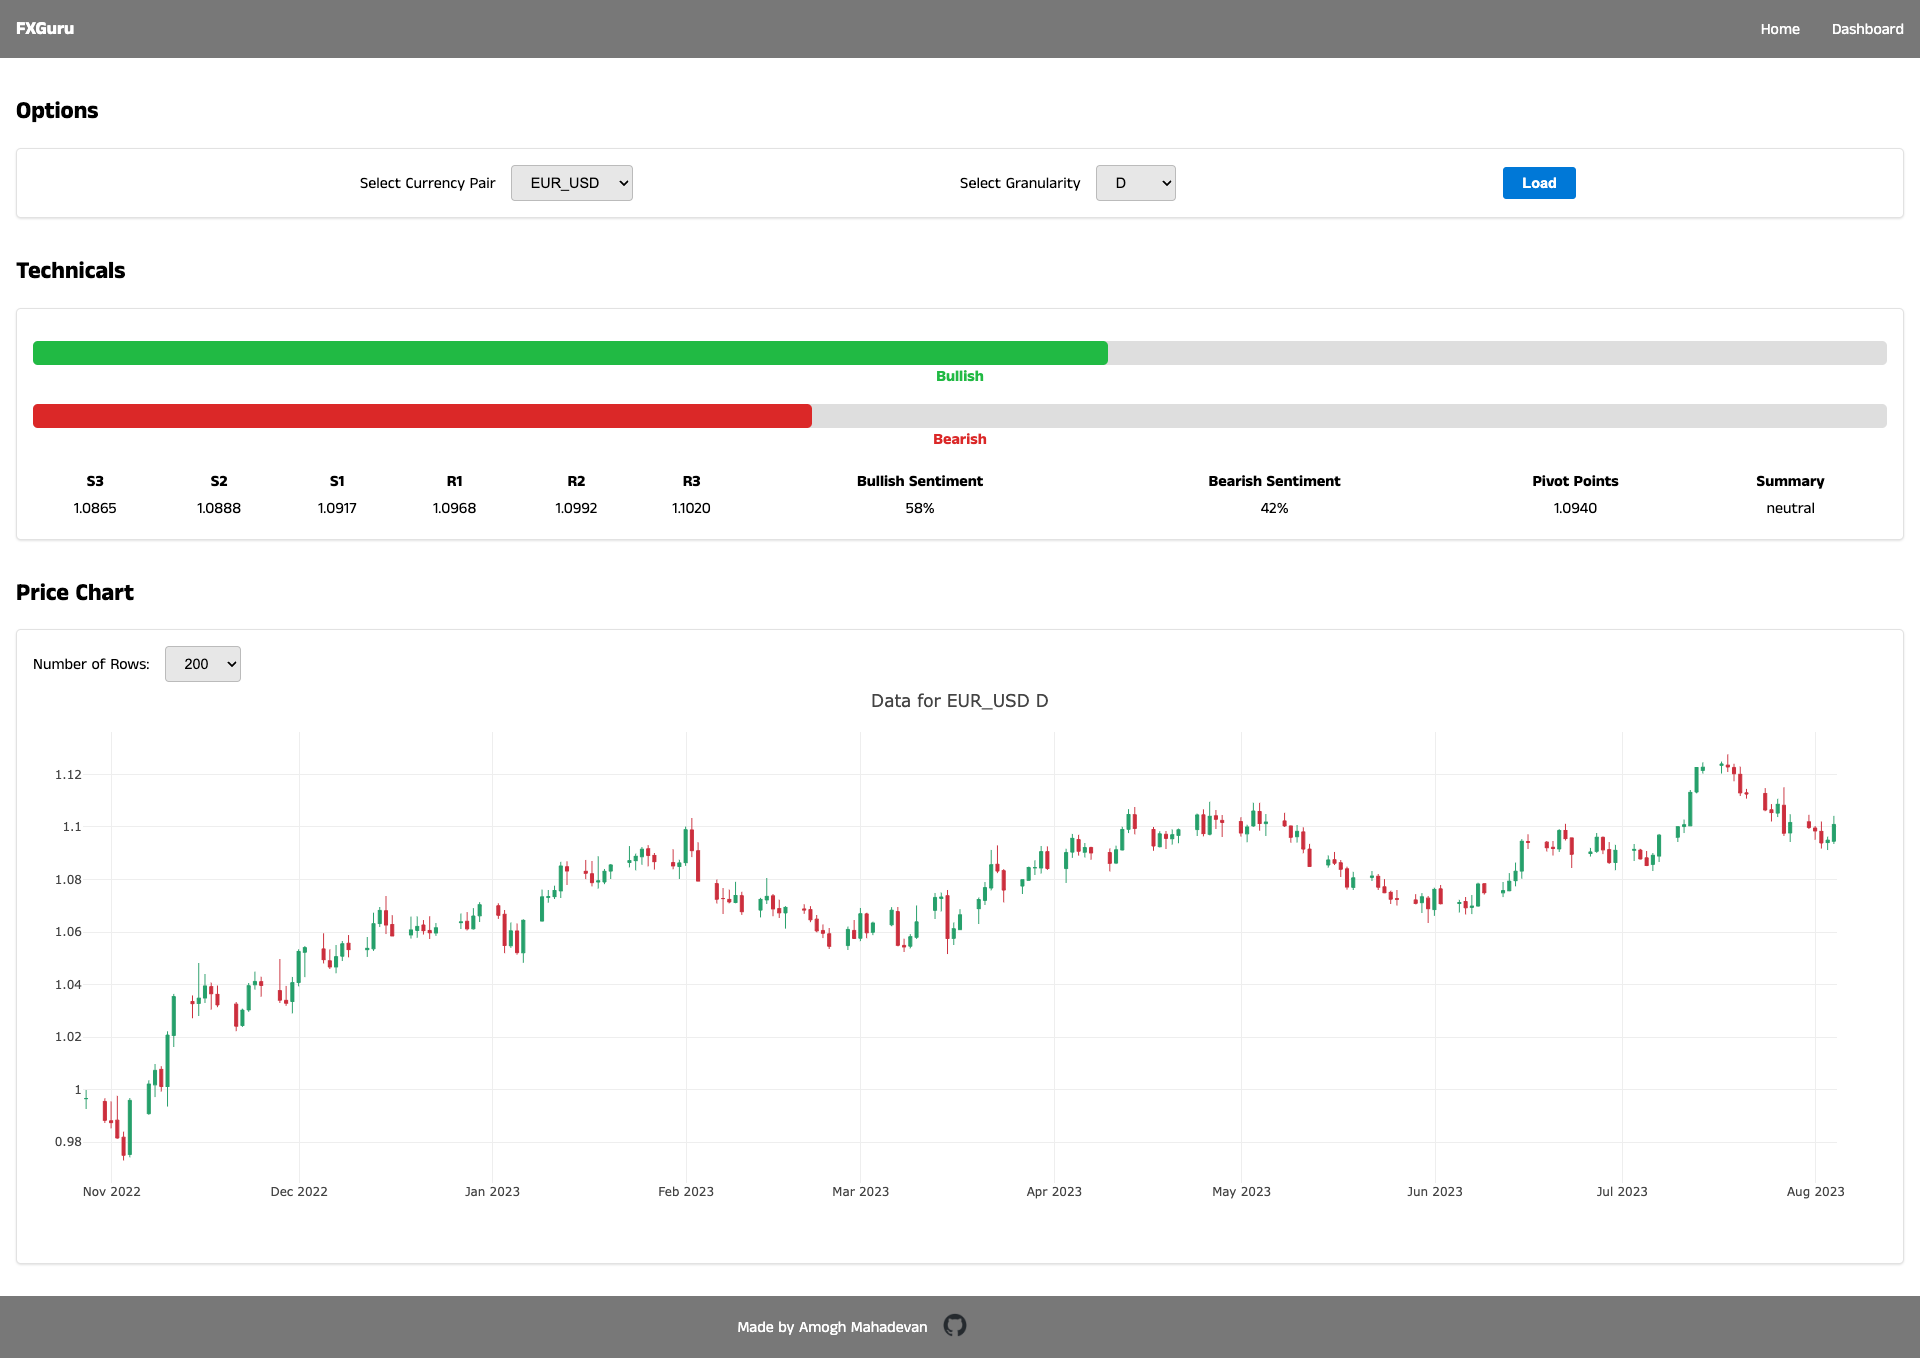 FXGuru Home Dashboard
Options
Select Currency Pair EUR_USD Select Granularity D Load
Technicals
Bullish
Bearish
S3 S2 S1 R1 R2 R3 Bullish Sentiment Bearish Sentiment Pivot Points Summary
1.0865 1.0888 1.0917 1.0968 1.0992 1.1020 58% 42% 1.0940 neutral
Price Chart
Number of Rows: 200
Data for EUR_USD D
1.12
1.1
1.08
1.06
1.04
1.02
1
0.98
Nov 2022 Dec 2022 Jan 2023 Feb 2023 Mar 2023 Apr 2023 May 2023 Jun 2023 Jul 2023 Aug 2023
Made by Amogh Mahadevan